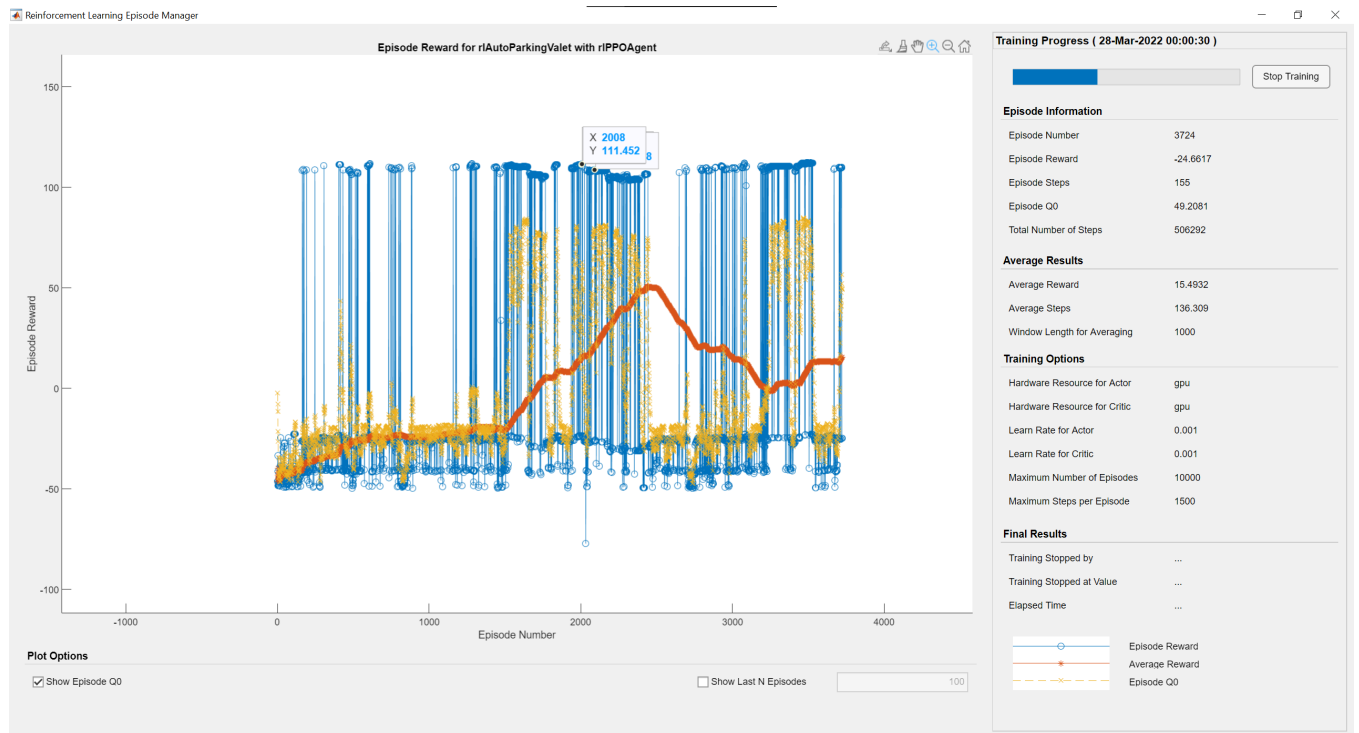 Reinforcement Learning Episode Manager
Episode Reward for rlAutoParkingValet with rlPPOAgent
150
100
50
0
-50
-100
-1000
0
1000
2000
3000
4000
Episode Reward
Episode Number
X 2008
Y 111.452
8
Plot Options
Show Episode Q0
Show Last N Episodes
100
Training Progress ( 28-Mar-2022 00:00:30 )
Stop Training
Episode Information
Episode Number 3724
Episode Reward -24.6617
Episode Steps 155
Episode Q0 49.2081
Total Number of Steps 506292
Average Results
Average Reward 15.4932
Average Steps 136.309
Window Length for Averaging 1000
Training Options
Hardware Resource for Actor gpu
Hardware Resource for Critic gpu
Learn Rate for Actor 0.001
Learn Rate for Critic 0.001
Maximum Number of Episodes 10000
Maximum Steps per Episode 1500
Final Results
Training Stopped by ...
Training Stopped at Value ...
Elapsed Time ...
Episode Reward
Average Reward
Episode Q0